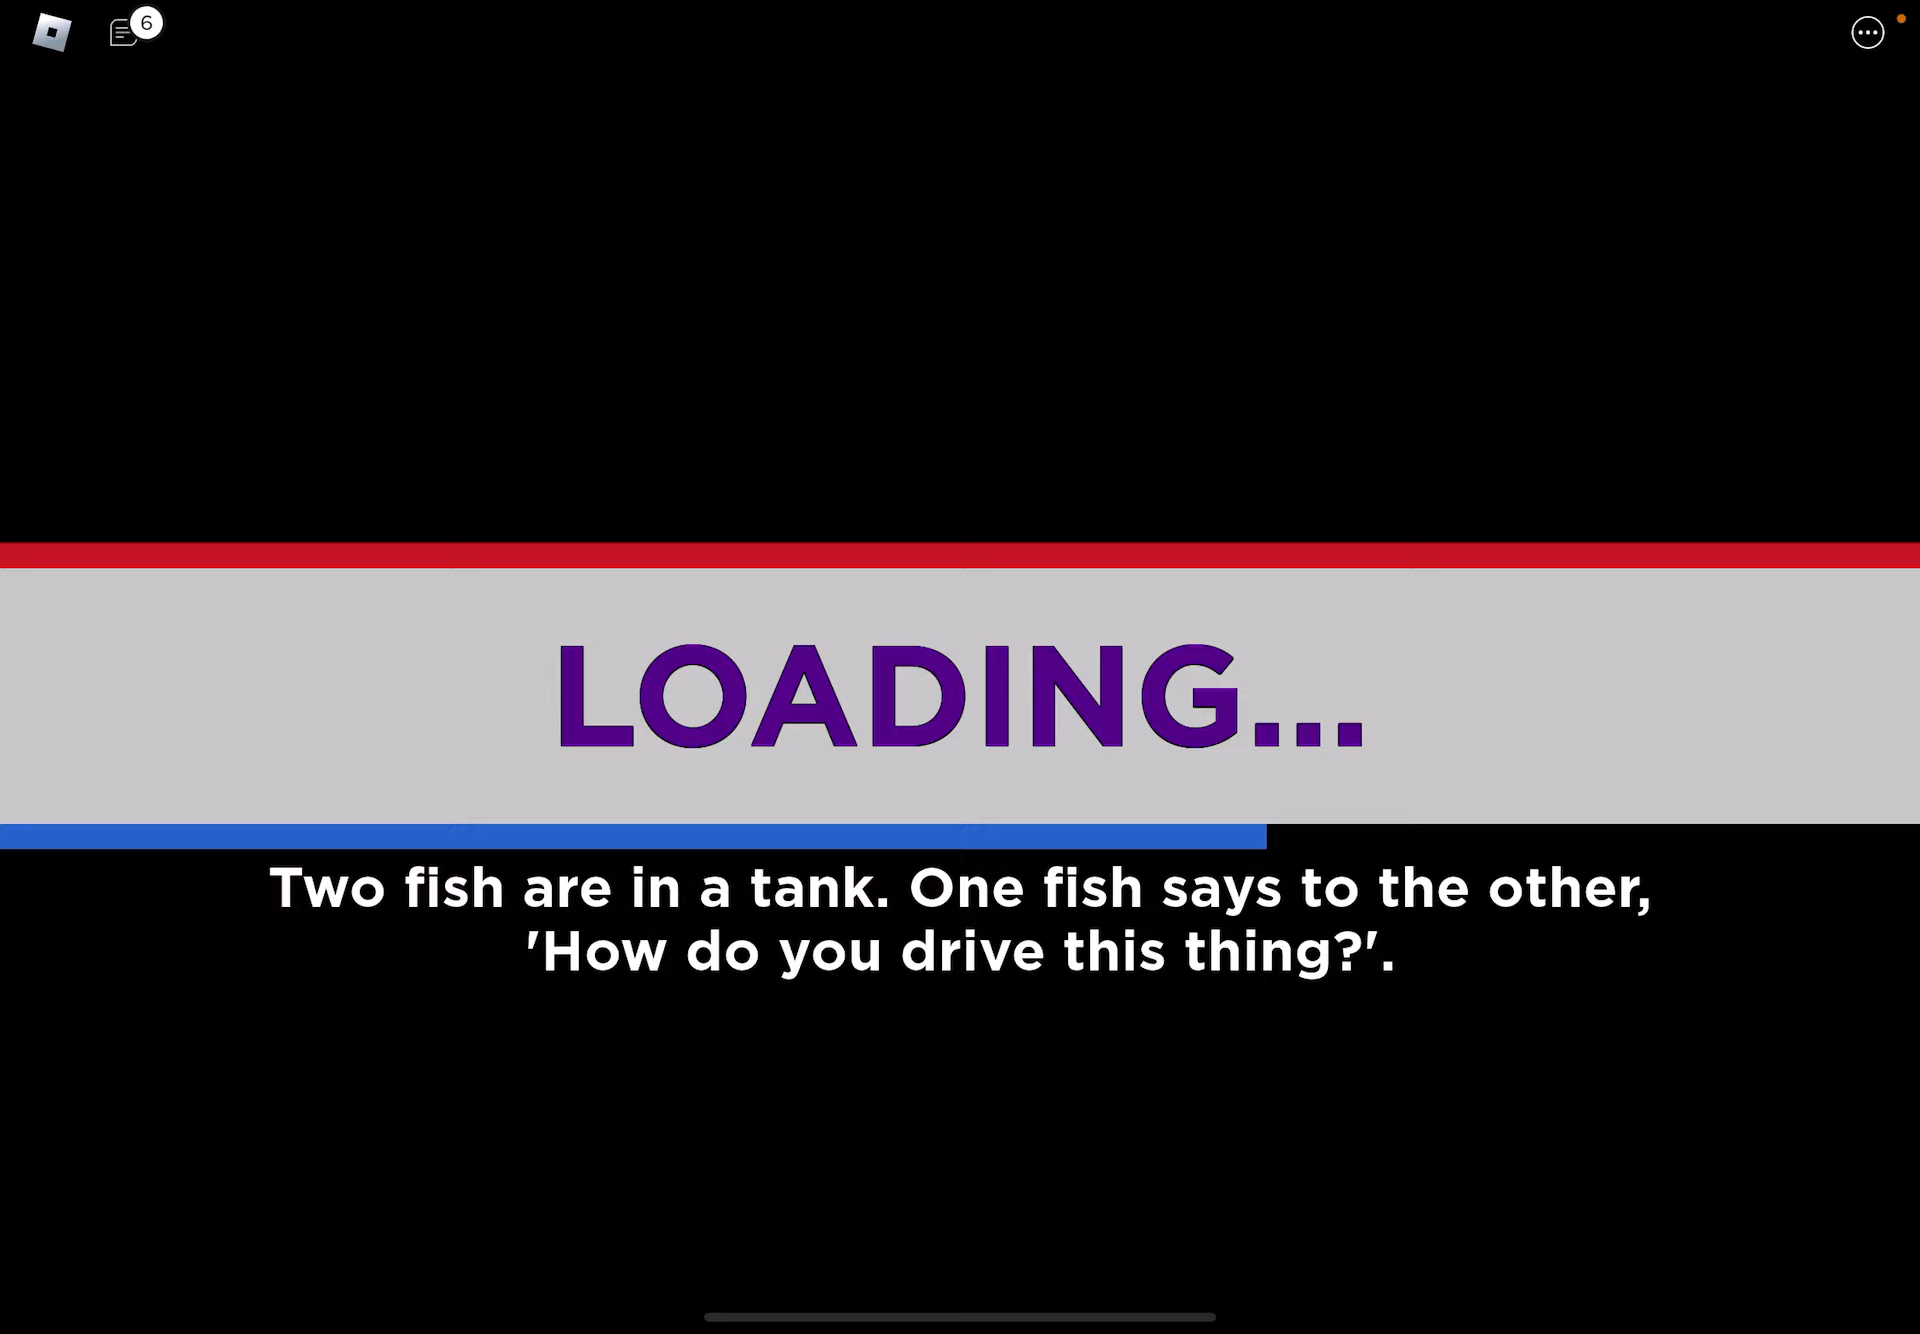 6
LOADING...
Two fish are in a tank. One fish says to the other,
'How do you drive this thing?'.